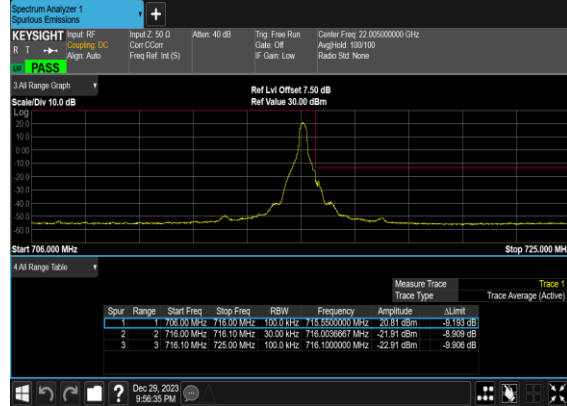 Spectrum Analyzer 1
Spurious Emissions
+
KEYSIGHT Input: RF Input Z: 50 Ω Atten: 40 dB Trig: Free Run Center Freq: 22.005000000 GHz
R T Coupling: DC Corr CCorr Gate: Off Avg|Hold: 100/100
Align: Auto Freq Ref: Int (S) IF Gain: Low Radio Std: None
PASS
3 All Range Graph
Ref Lvl Offset 7.50 dB
Scale/Div 10.0 dB Ref Value 30.00 dBm
Log
20.0
10.0
0.00
-10.0
-20.0
-30.0
-40.0
-50.0
-60.0
Start 706.000 MHz Stop 725.000 MH
4 All Range Table
Measure Trace Trace 1
Trace Type Trace Average (Active)
Spur Range Start Freq Stop Freq RBW Frequency Amplitude ΔLimit
1 1 706.00 MHz 716.00 MHz 100.0 kHz 715.5500000 MHz 20.81 dBm -9.193 dB
2 2 716.00 MHz 716.10 MHz 30.00 kHz 716.0036667 MHz -21.91 dBm -8.909 dB
3 3 716.10 MHz 725.00 MHz 100.0 kHz 716.1000000 MHz -22.91 dBm -9.906 dB
? Dec 29, 2023
9:56:35 PM